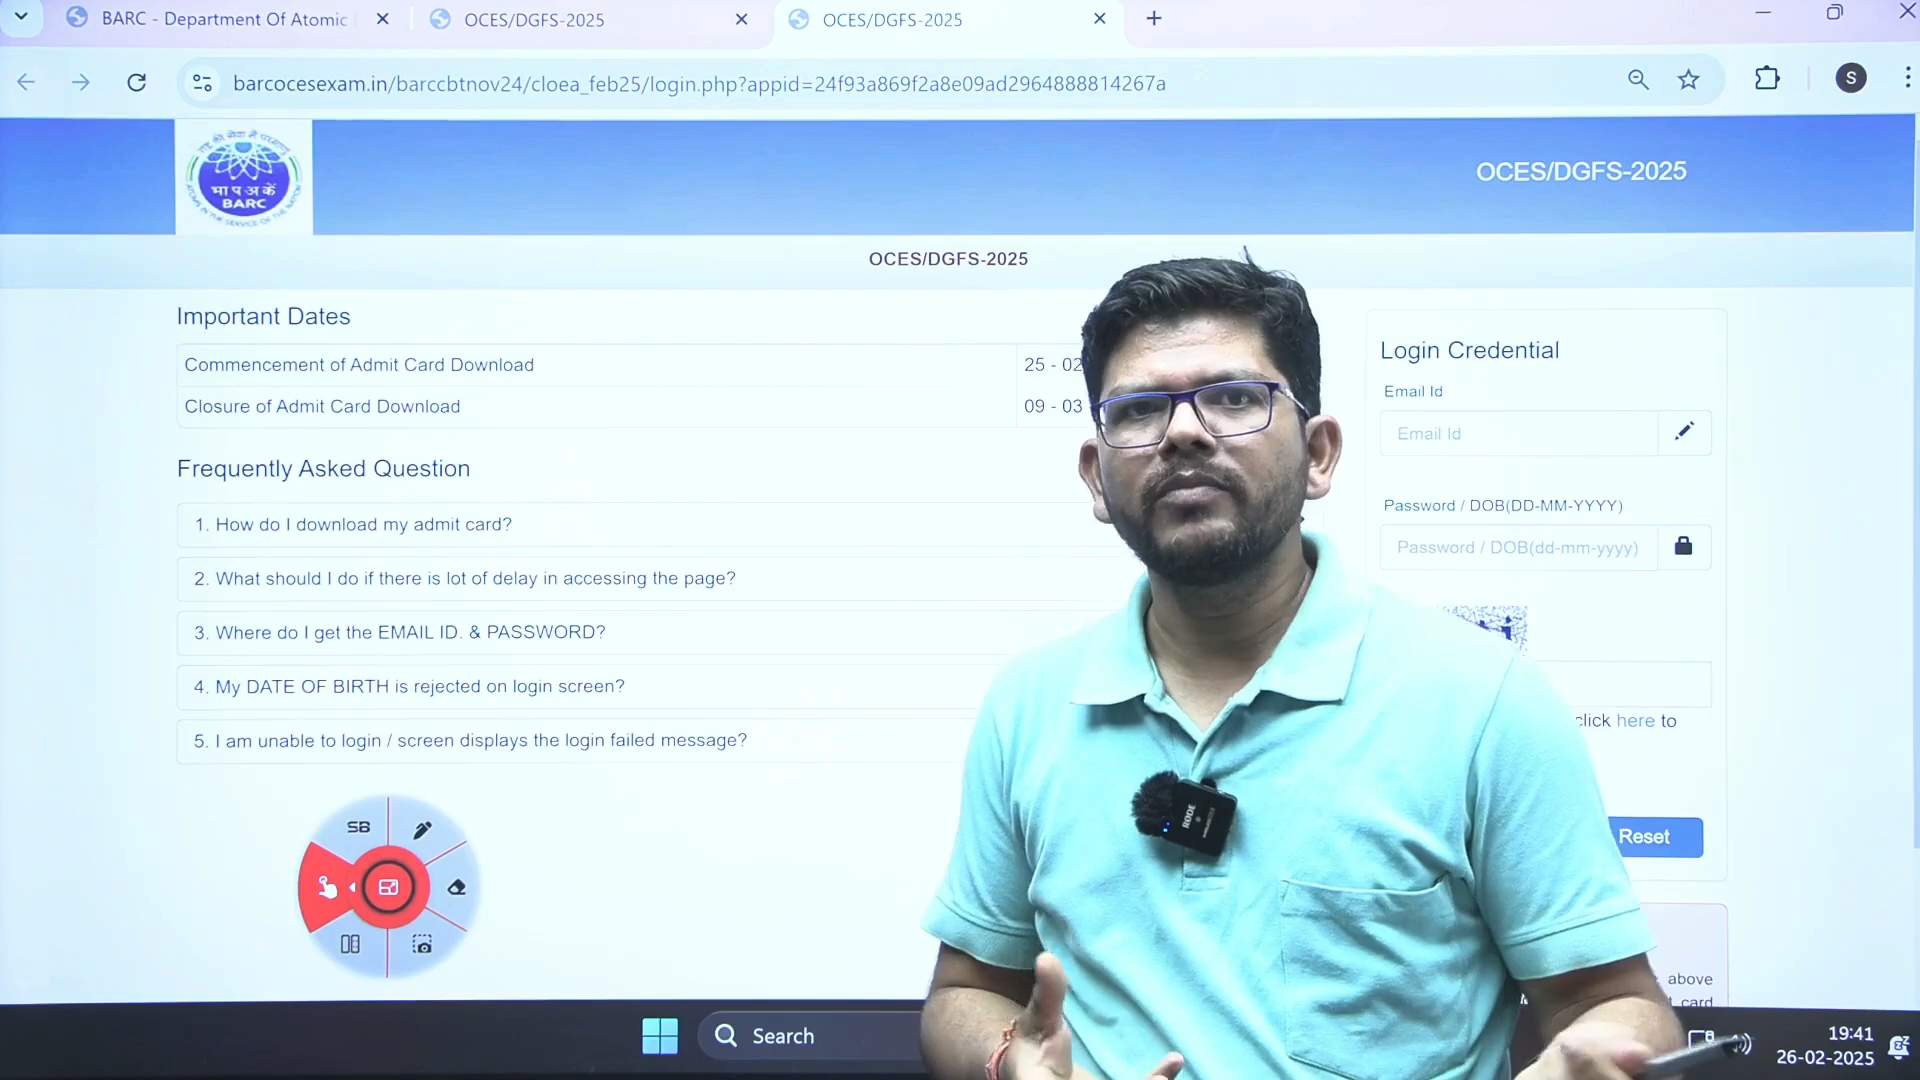 BARC - Department Of Atomic
OCES/DGFS-2025
OCES/DGFS-2025
barcocesexam.in/barccbtnov24/cloea_feb25/login.php?appid=24f93a869f2a8e09ad2964888814267a
S
भा प अ कें
BARC
OCES/DGFS-2025
OCES/DGFS-2025
Important Dates
Commencement of Admit Card Download
25 - 02
Closure of Admit Card Download
09 - 03
Frequently Asked Question
1. How do I download my admit card?
2. What should I do if there is lot of delay in accessing the page?
3. Where do I get the EMAIL ID. & PASSWORD?
4. My DATE OF BIRTH is rejected on login screen?
5. I am unable to login / screen displays the login failed message?
Login Credential
Email Id
Email Id
Password / DOB(DD-MM-YYYY)
Password / DOB(dd-mm-yyyy)
click here to
Reset
above
card
SB
RODE
Search
19:41
26-02-2025